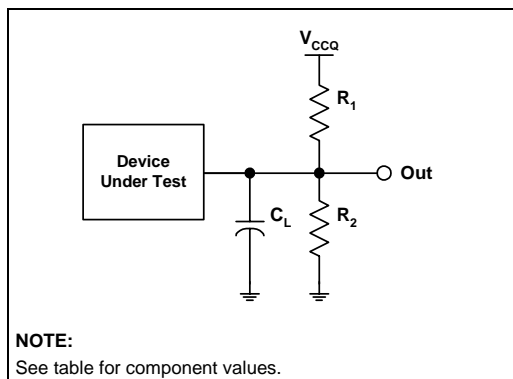 V_CCQ
R_1
Device
Under Test
Out
C_L
R_2
NOTE:
See table for component values.